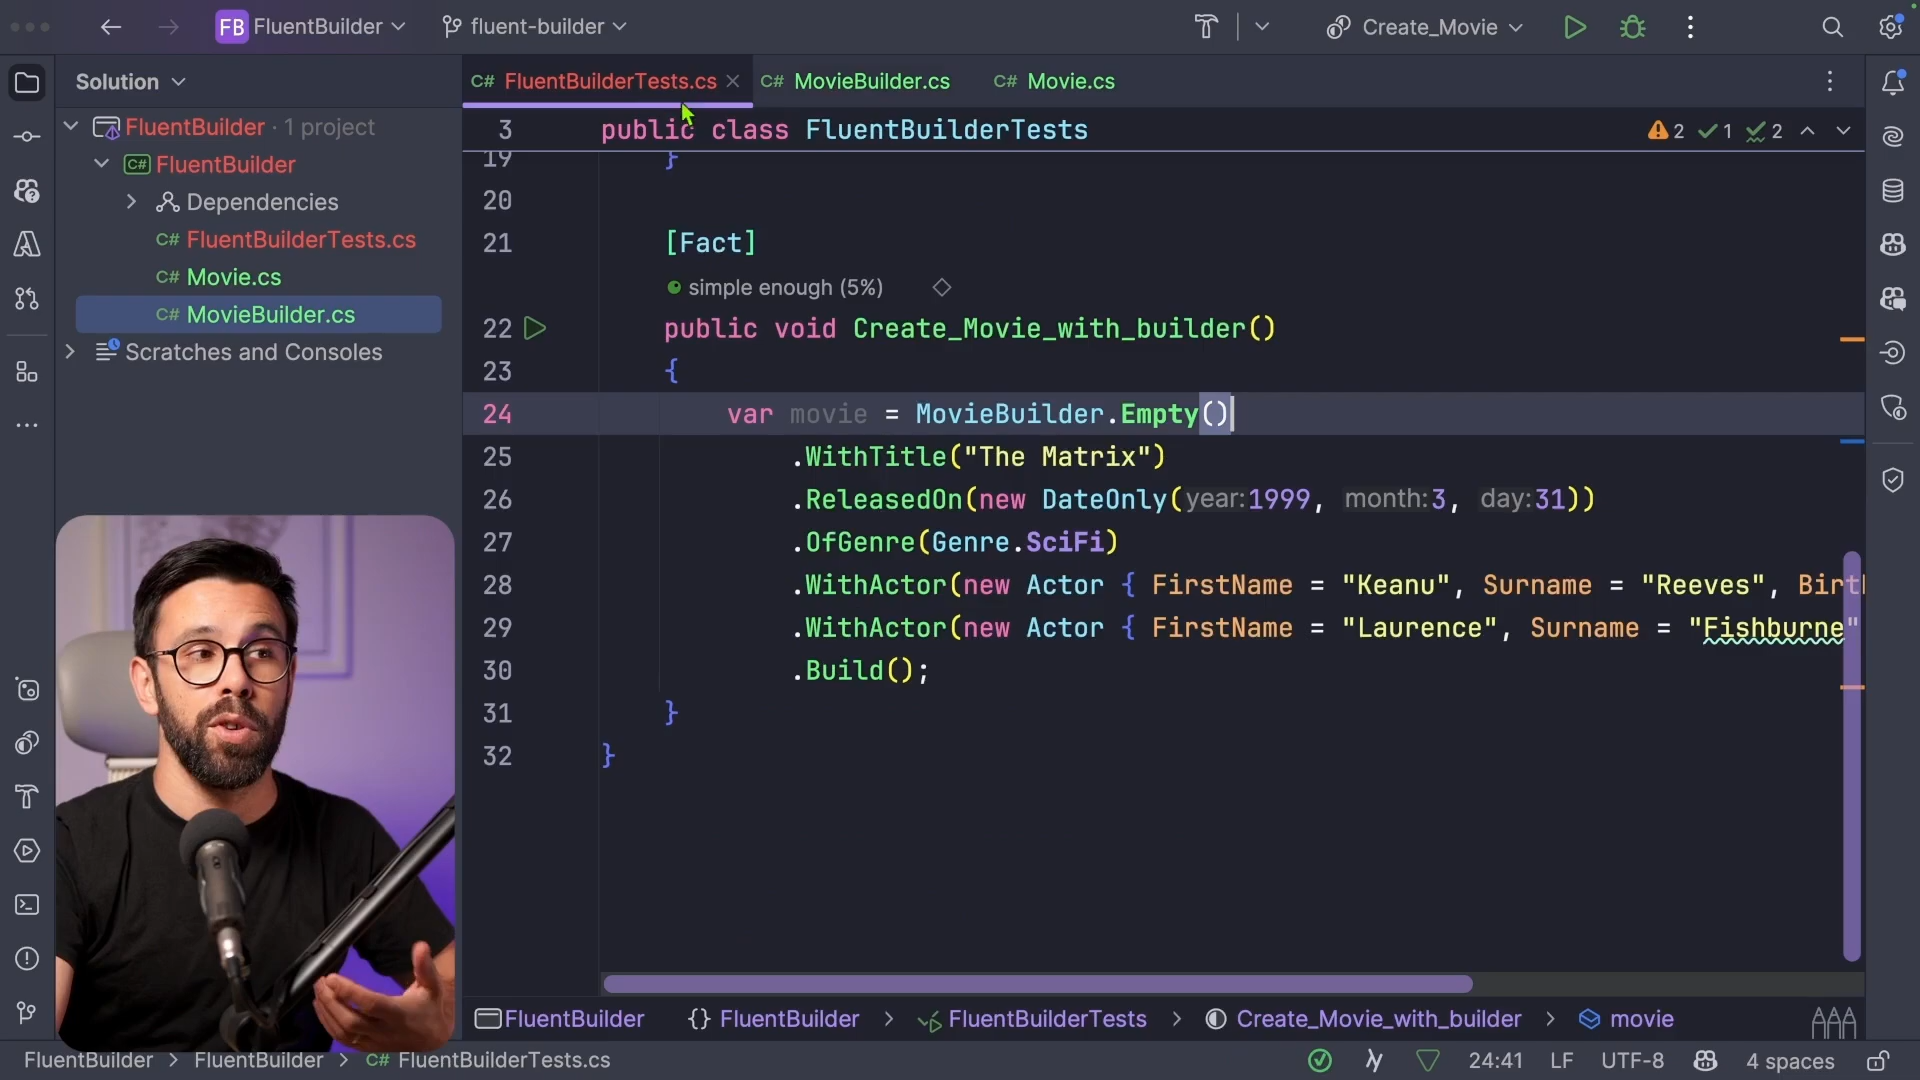 FB FluentBuilder
fluent-builder
Create_Movie
Solution
FluentBuilder · 1 project
FluentBuilder
Dependencies
C# FluentBuilderTests.cs
C# Movie.cs
C# MovieBuilder.cs
Scratches and Consoles
C# FluentBuilderTests.cs
C# MovieBuilder.cs
C# Movie.cs
3 public class FluentBuilderTests
2 1 2
19 }
20
21 [Fact]
simple enough (5%)
22 public void Create_Movie_with_builder()
23 {
24 var movie = MovieBuilder.Empty()
25 .WithTitle("The Matrix")
26 .ReleasedOn(new DateOnly(year:1999, month:3, day:31))
27 .OfGenre(Genre.SciFi)
28 .WithActor(new Actor { FirstName = "Keanu", Surname = "Reeves", Birt
29 .WithActor(new Actor { FirstName = "Laurence", Surname = "Fishburne"
30 .Build();
31 }
32 }
FluentBuilder {} FluentBuilder > FluentBuilderTests > Create_Movie_with_builder > movie
FluentBuilder > FluentBuilder > C# FluentBuilderTests.cs
24:41 LF UTF-8 4 spaces